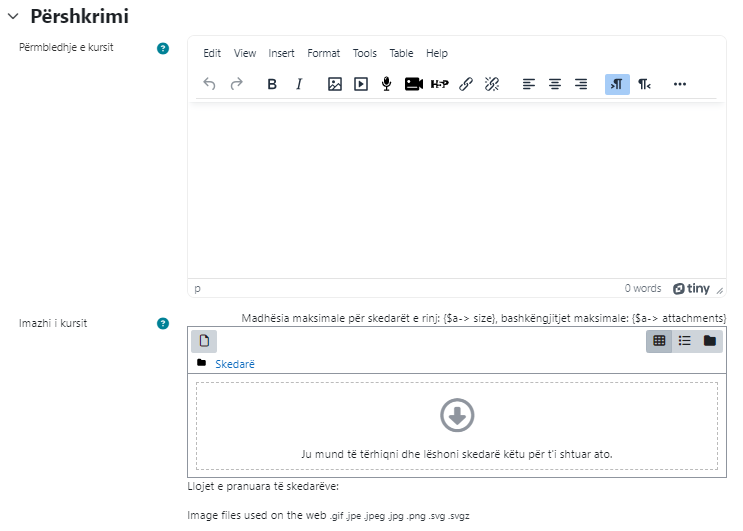 Përshkrimi
Përmbledhje e kursit
Edit View Insert Format Tools Table Help
B I H5P
p 0 words tiny
Imazhi i kursit
Madhësia maksimale për skedarët e rinj: {$a-> size}, bashkëngjitjet maksimale: {$a-> attachments}
Skedarë
Ju mund të tërhiqni dhe lëshoni skedarë këtu për t'i shtuar ato.
Llojet e pranuara të skedarëve:
Image files used on the web .gif .jpe .jpeg .jpg .png .svg .svgz